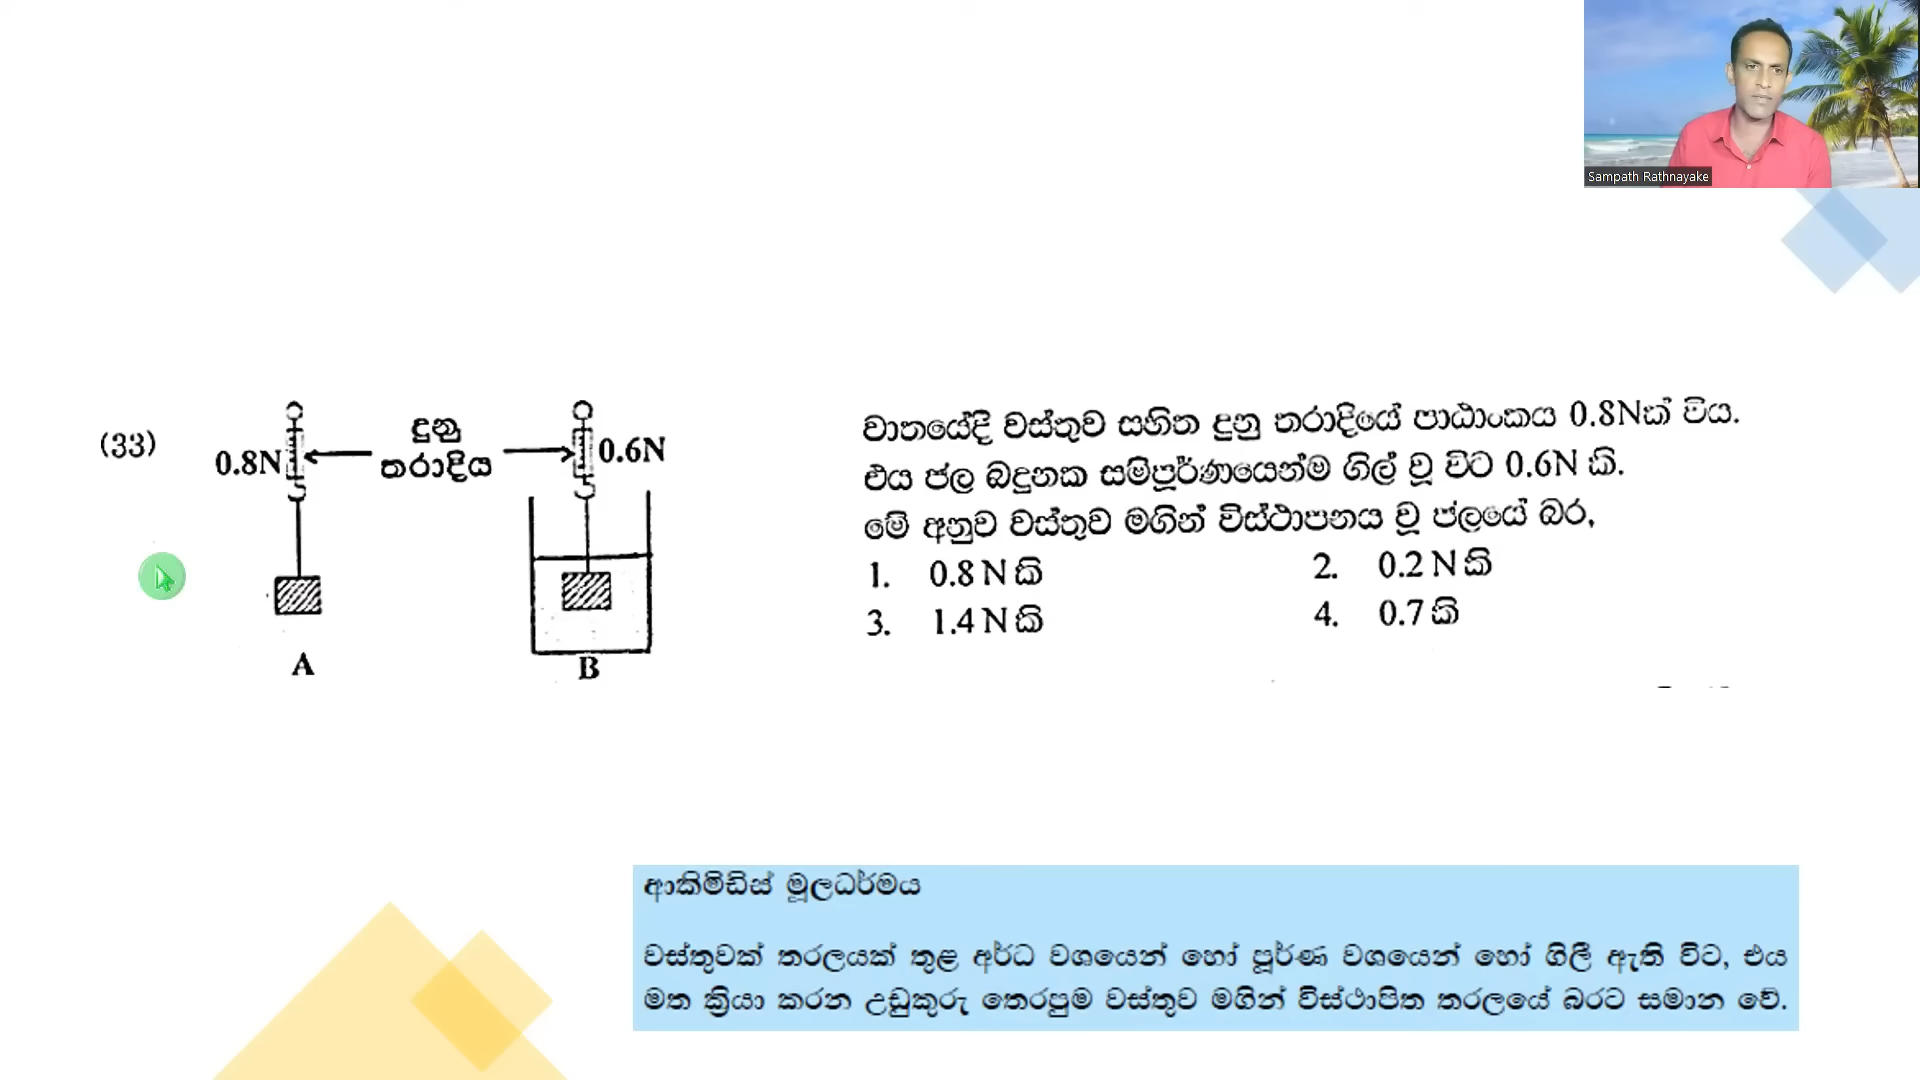 Sampath Rathnayake
(33)
0.8N
දුනු
තරාදිය
0.6N
A
B
වාතයේදි වස්තුව සහිත දුනු තරාදියේ පාඨාංකය 0.8Nක් විය.
එය ජල බදුනක සම්පූර්ණයෙන්ම ගිල් වූ විට 0.6N කි.
මේ අනුව වස්තුව මගින් විස්ථාපනය වූ ජලයේ බර,
1. 0.8 N කි 2. 0.2 N කි
3. 1.4 N කි 4. 0.7 කි
ආකිමිඩිස් මූලධර්මය
වස්තුවක් තරලයක් තුළ අර්ධ වශයෙන් හෝ පූර්ණ වශයෙන් හෝ ගිලී ඇති විට, එය
මත ක්‍රියා කරන උඩුකුරු තෙරපුම වස්තුව මගින් විස්ථාපිත තරලයේ බරට සමාන වේ.